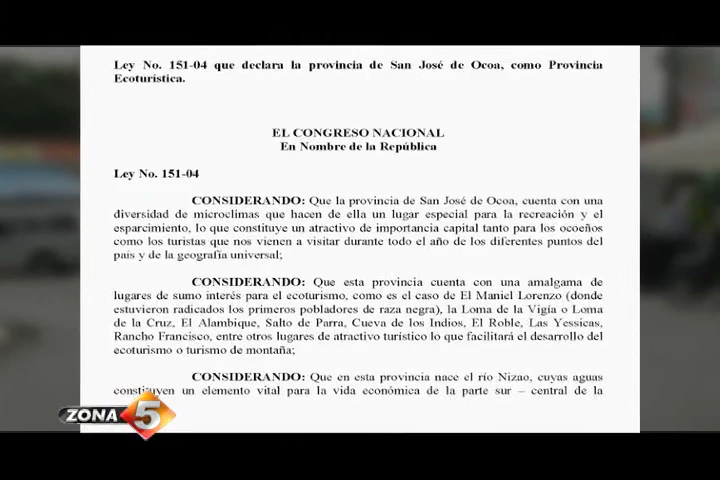 Ley No. 151-04 que declara la provincia de San José de Ocoa, como Provincia
Ecoturística.
EL CONGRESO NACIONAL
En Nombre de la República
Ley No. 151-04
CONSIDERANDO: Que la provincia de San José de Ocoa, cuenta con una
diversidad de microclimas que hacen de ella un lugar especial para la recreación y el
esparcimiento, lo que constituye un atractivo de importancia capital tanto para los ocoeños
como los turistas que nos vienen a visitar durante todo el año de los diferentes puntos del
país y de la geografía universal;
CONSIDERANDO: Que esta provincia cuenta con una amalgama de
lugares de sumo interés para el ecoturismo, como es el caso de El Maniel Lorenzo (donde
estuvieron radicados los primeros pobladores de raza negra), la Loma de la Vigía o Loma
de la Cruz, El Alambique, Salto de Parra, Cueva de los Indios, El Roble, Las Yessicas,
Rancho Francisco, entre otros lugares de atractivo turístico lo que facilitará el desarrollo del
ecoturismo o turismo de montaña;
CONSIDERANDO: Que en esta provincia nace el río Nizao, cuyas aguas
constituyen un elemento vital para la vida económica de la parte sur – central de la
ZONA 5